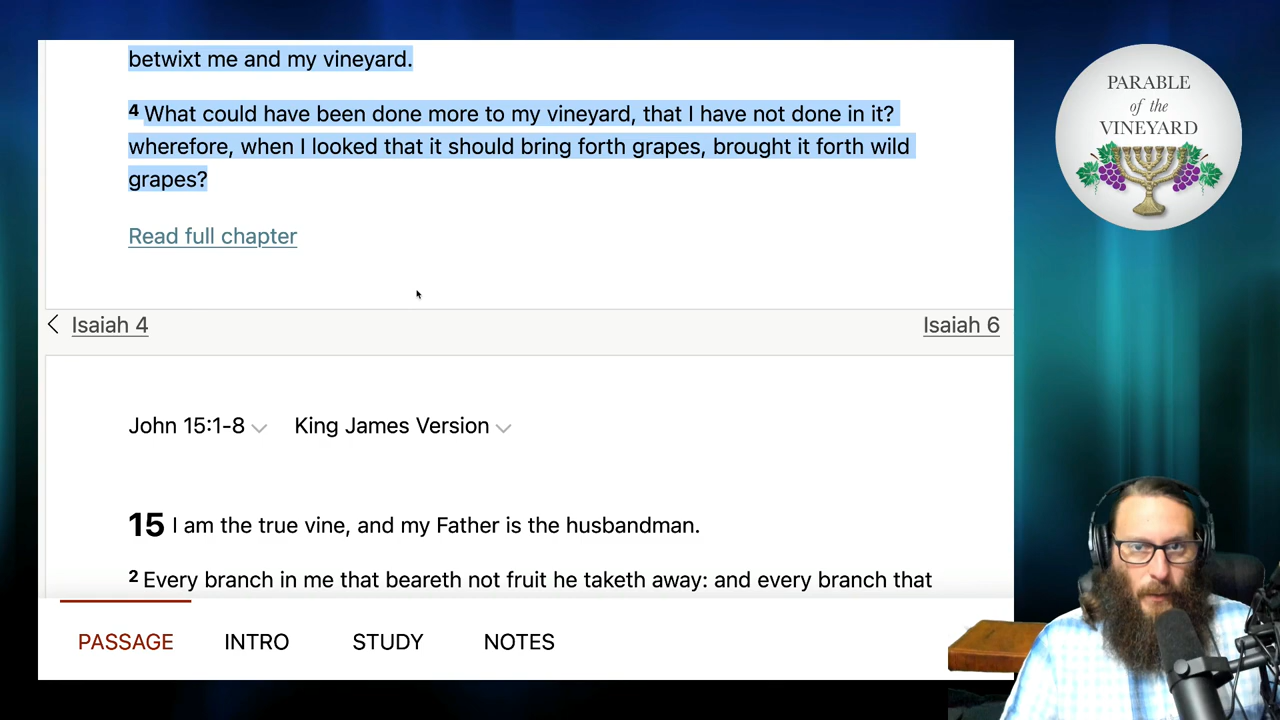 betwixt me and my vineyard.
4 What could have been done more to my vineyard, that I have not done in it?
wherefore, when I looked that it should bring forth grapes, brought it forth wild
grapes?
Read full chapter
Isaiah 4
Isaiah 6
John 15:1-8
King James Version
15 I am the true vine, and my Father is the husbandman.
2 Every branch in me that beareth not fruit he taketh away: and every branch that
PASSAGE
INTRO
STUDY
NOTES
PARABLE
of the
VINEYARD